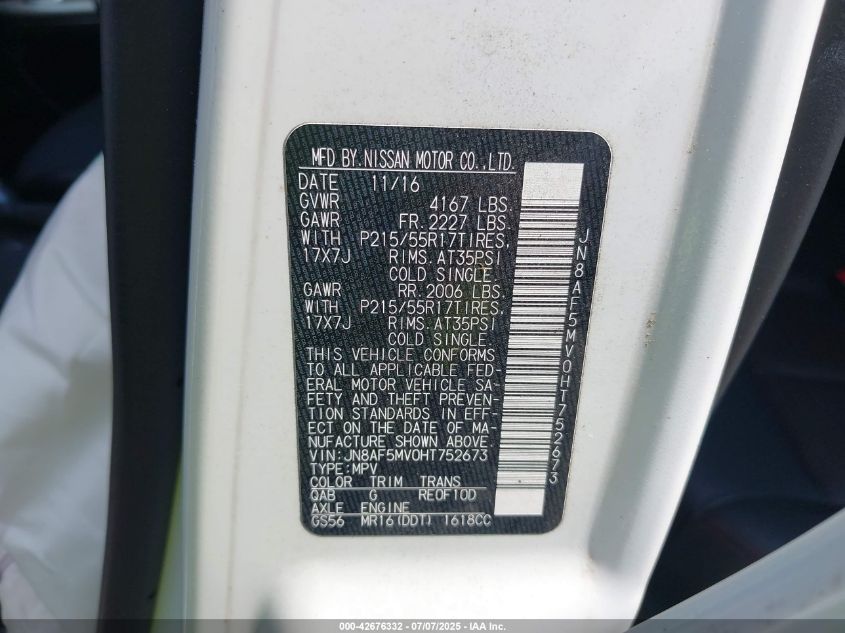 MFD BY.NISSAN MOTOR CO.,LTD.
DATE 11/16
GVWR 4167 LBS.
GAWR FR.2227 LBS.
WITH P215/55R17TIRES,
17X7J RIMS.AT35PSI
COLD SINGLE.
GAWR RR.2006 LBS.
WITH P215/55R17TIRES,
17X7J RIMS.AT35PSI
COLD SINGLE.
THIS VEHICLE CONFORMS
TO ALL APPLICABLE FED-
ERAL MOTOR VEHICLE SA-
FETY AND THEFT PREVEN-
TION STANDARDS IN EFF-
ECT ON THE DATE OF MA-
NUFACTURE SHOWN ABOVE.
VIN:JN8AF5MV0HT752673
TYPE:MPV
COLOR TRIM TRANS
QAB G RE0F10D
AXLE ENGINE
GS56 MR16(DDT) 1618CC
JN8AF5MV0HT752673
000-42676332 - 07/07/2025 - IAA Inc.